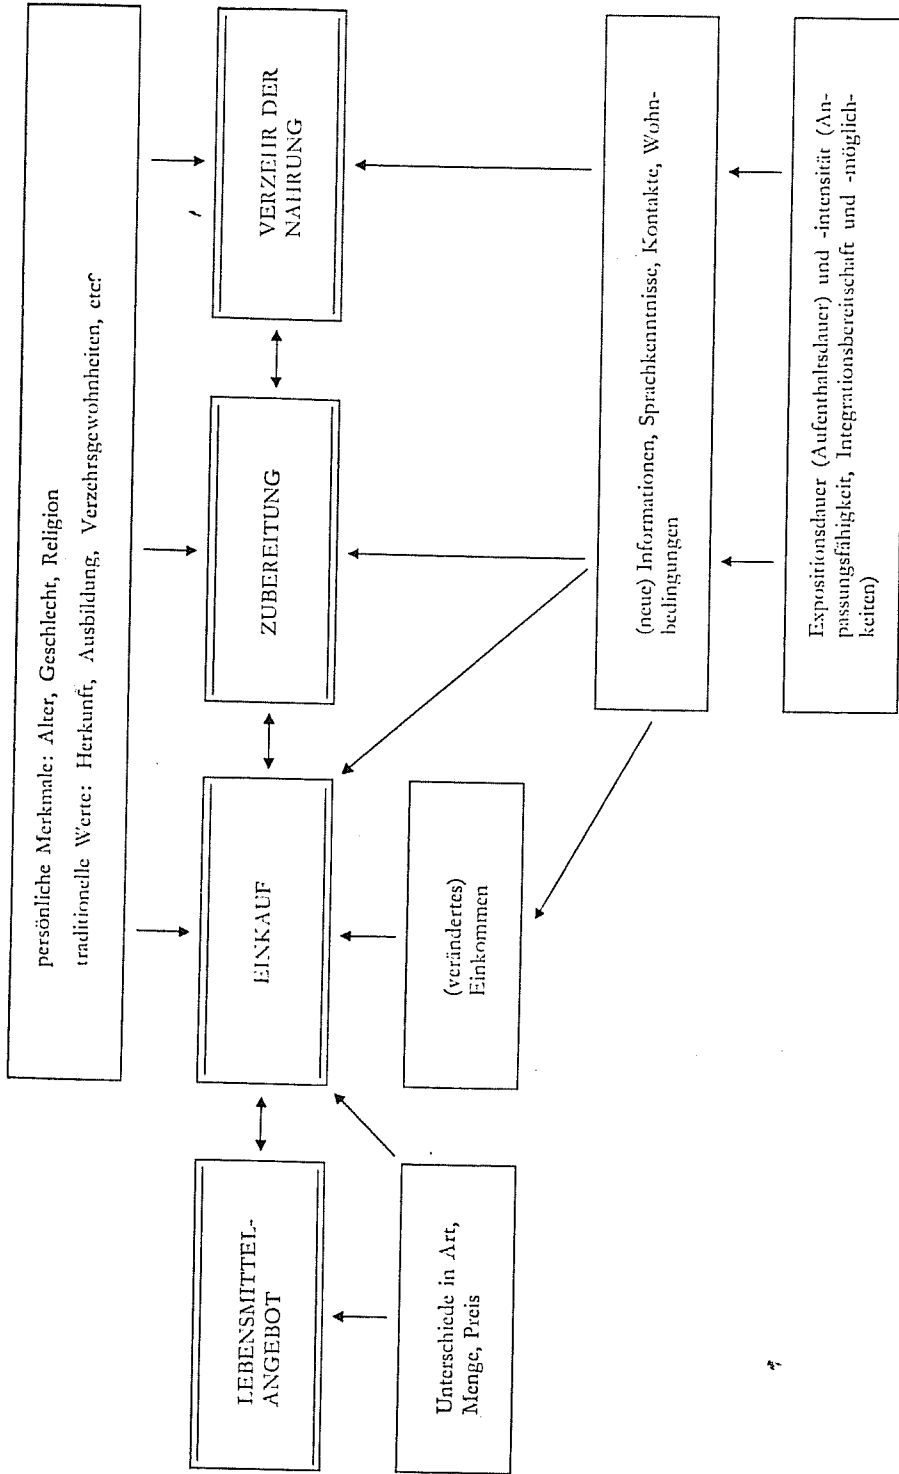 persönliche Merkmale: Alter, Geschlecht, Religion
traditionelle Werte: Herkunft, Ausbildung, Verzehrsgewohnheiten, etc.
LEBENSMITTEL-
ANGEBOT
EINKAUF
ZUBEREITUNG
VERZEHR DER
NAHRUNG
Unterschiede in Art,
Menge, Preis
(verändertes)
Einkommen
(neue) Informationen, Sprachkenntnisse, Kontakte, Wohn-
bedingungen
Expositionsdauer (Aufenthaltsdauer) und -intensität (An-
passungsfähigkeit, Integrationsbereitschaft und -möglich-
keiten)